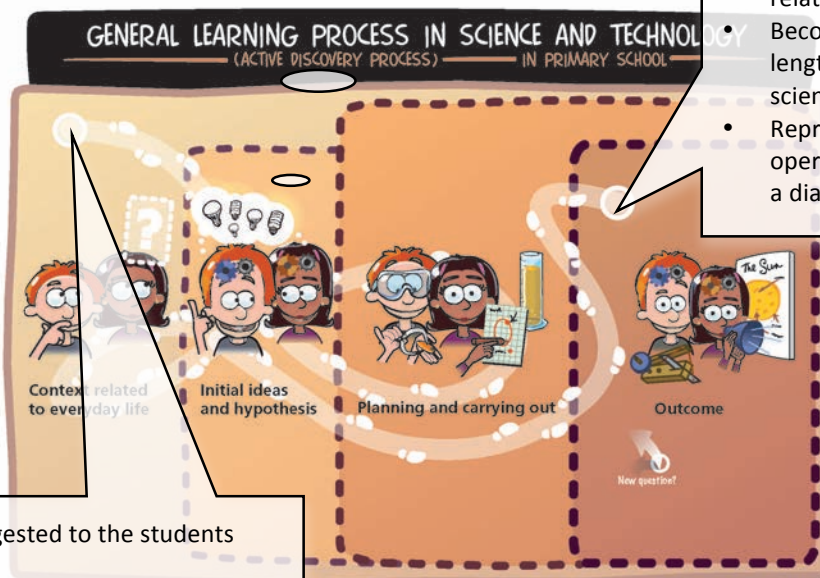 GENERAL LEARNING PROCESS IN SCIENCE AND TECHNOLOGY
(ACTIVE DISCOVERY PROCESS) IN PRIMARY SCHOOL
• Beco
length
scien
• Repr
oper
a dia
?
The Sun
Context related
to everyday life
Initial ideas
and hypothesis
Planning and carrying out
Outcome
New question?
gested to the students